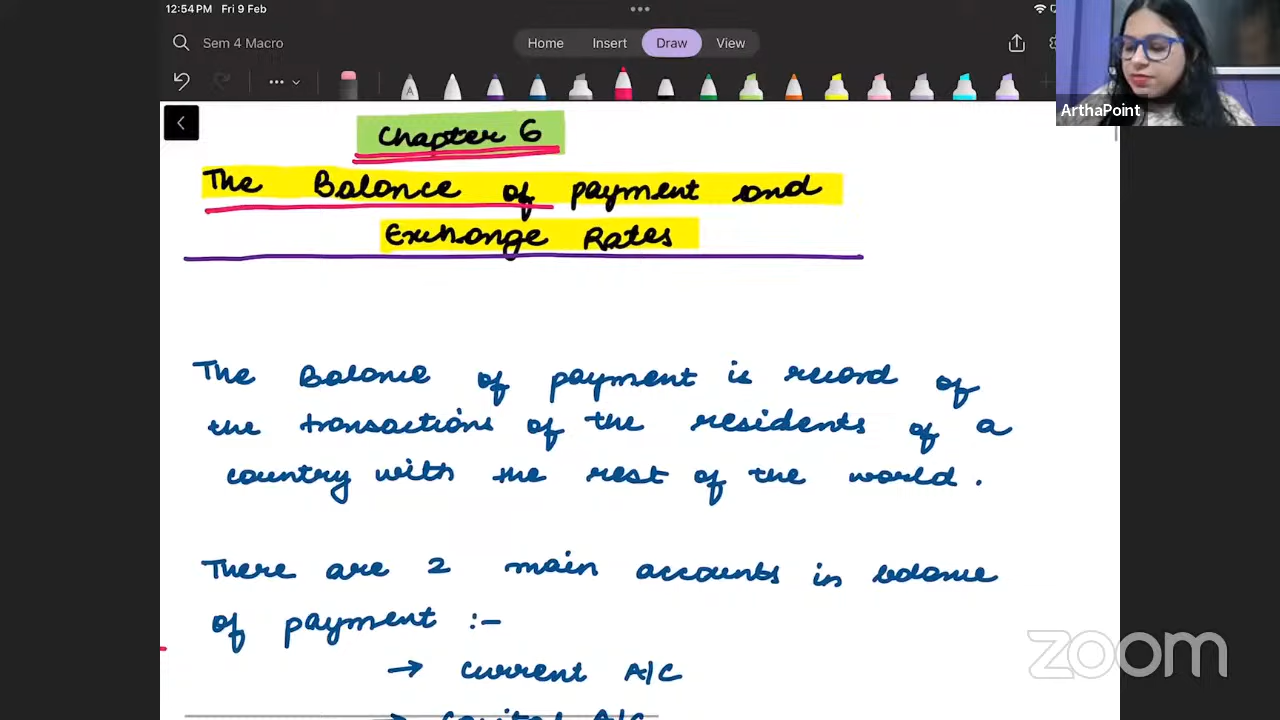 12:54 PM Fri 9 Feb
Sem 4 Macro
Home Insert Draw View
A
ArthaPoint
Chapter 6
The Balance of payment and
Exchange Rates
The Balance of payment is record of
the transactions of the residents of a
country with the rest of the world.
There are 2 main accounts in balance
of payment :-
→ Current A/C
→ Capital A/C
zoom